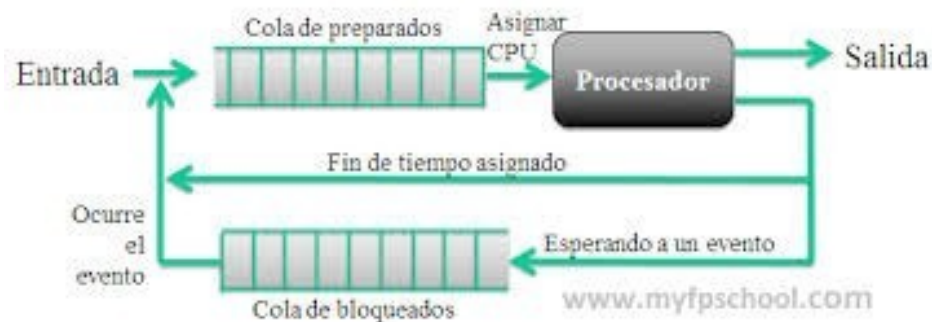 Cola de preparados
Asignar
CPU
Entrada
Procesador
Salida
Fin de tiempo asignado
Ocurre
el
evento
Esperando a un evento
Cola de bloqueados
www.myfpschool.com